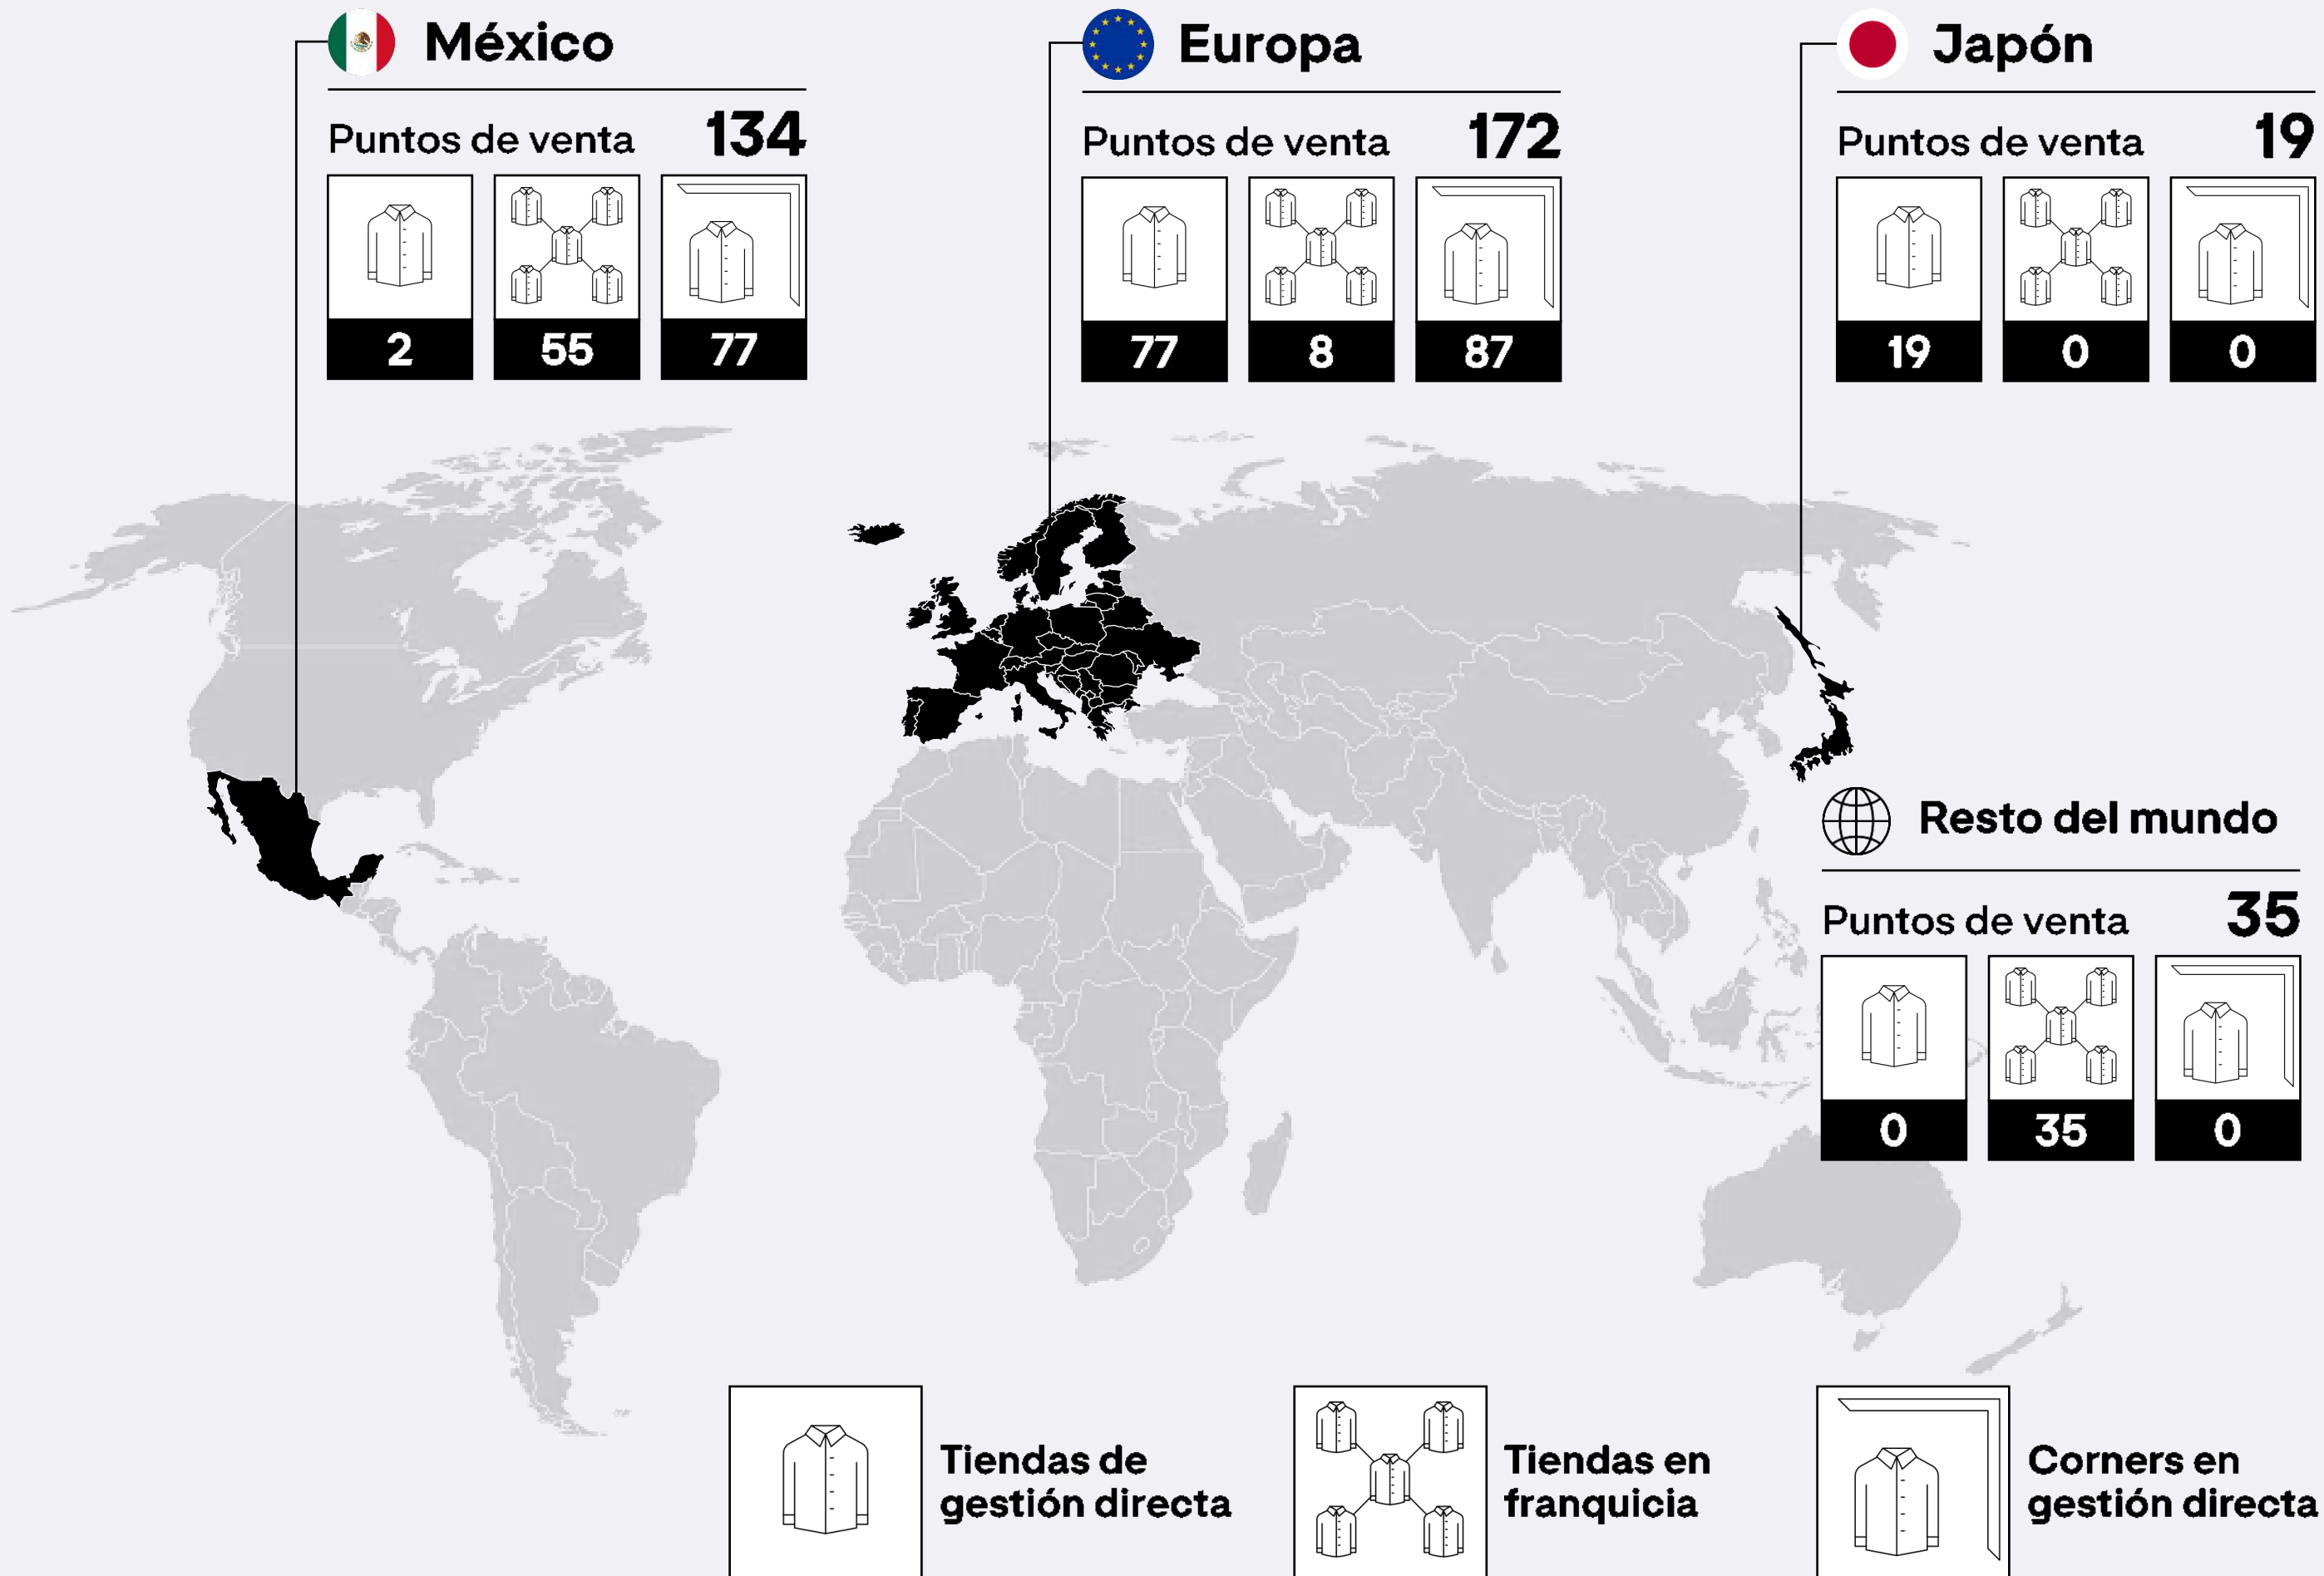 México
Puntos de venta 134
2 55 77
Europa
Puntos de venta 172
77 8 87
Japón
Puntos de venta 19
19 0 0
Resto del mundo
Puntos de venta 35
0 35 0
Tiendas de
gestión directa
Tiendas en
franquicia
Corners en
gestión directa